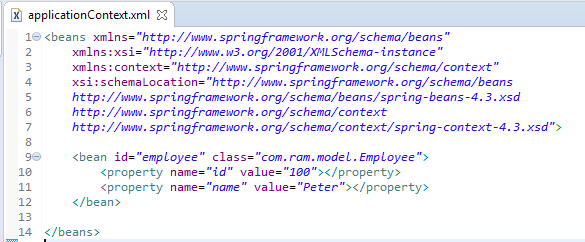 applicationContext.xml
1 <beans xmlns="http://www.springframework.org/schema/beans"
2 xmlns:xsi="http://www.w3.org/2001/XMLSchema-instance"
3 xmlns:context="http://www.springframework.org/schema/context"
4 xsi:schemaLocation="http://www.springframework.org/schema/beans
5 http://www.springframework.org/schema/beans/spring-beans-4.3.xsd
6 http://www.springframework.org/schema/context
7 http://www.springframework.org/schema/context/spring-context-4.3.xsd">
8
9 <bean id="employee" class="com.ram.model.Employee">
10 <property name="id" value="100"></property>
11 <property name="name" value="Peter"></property>
12 </bean>
13
14 </beans>